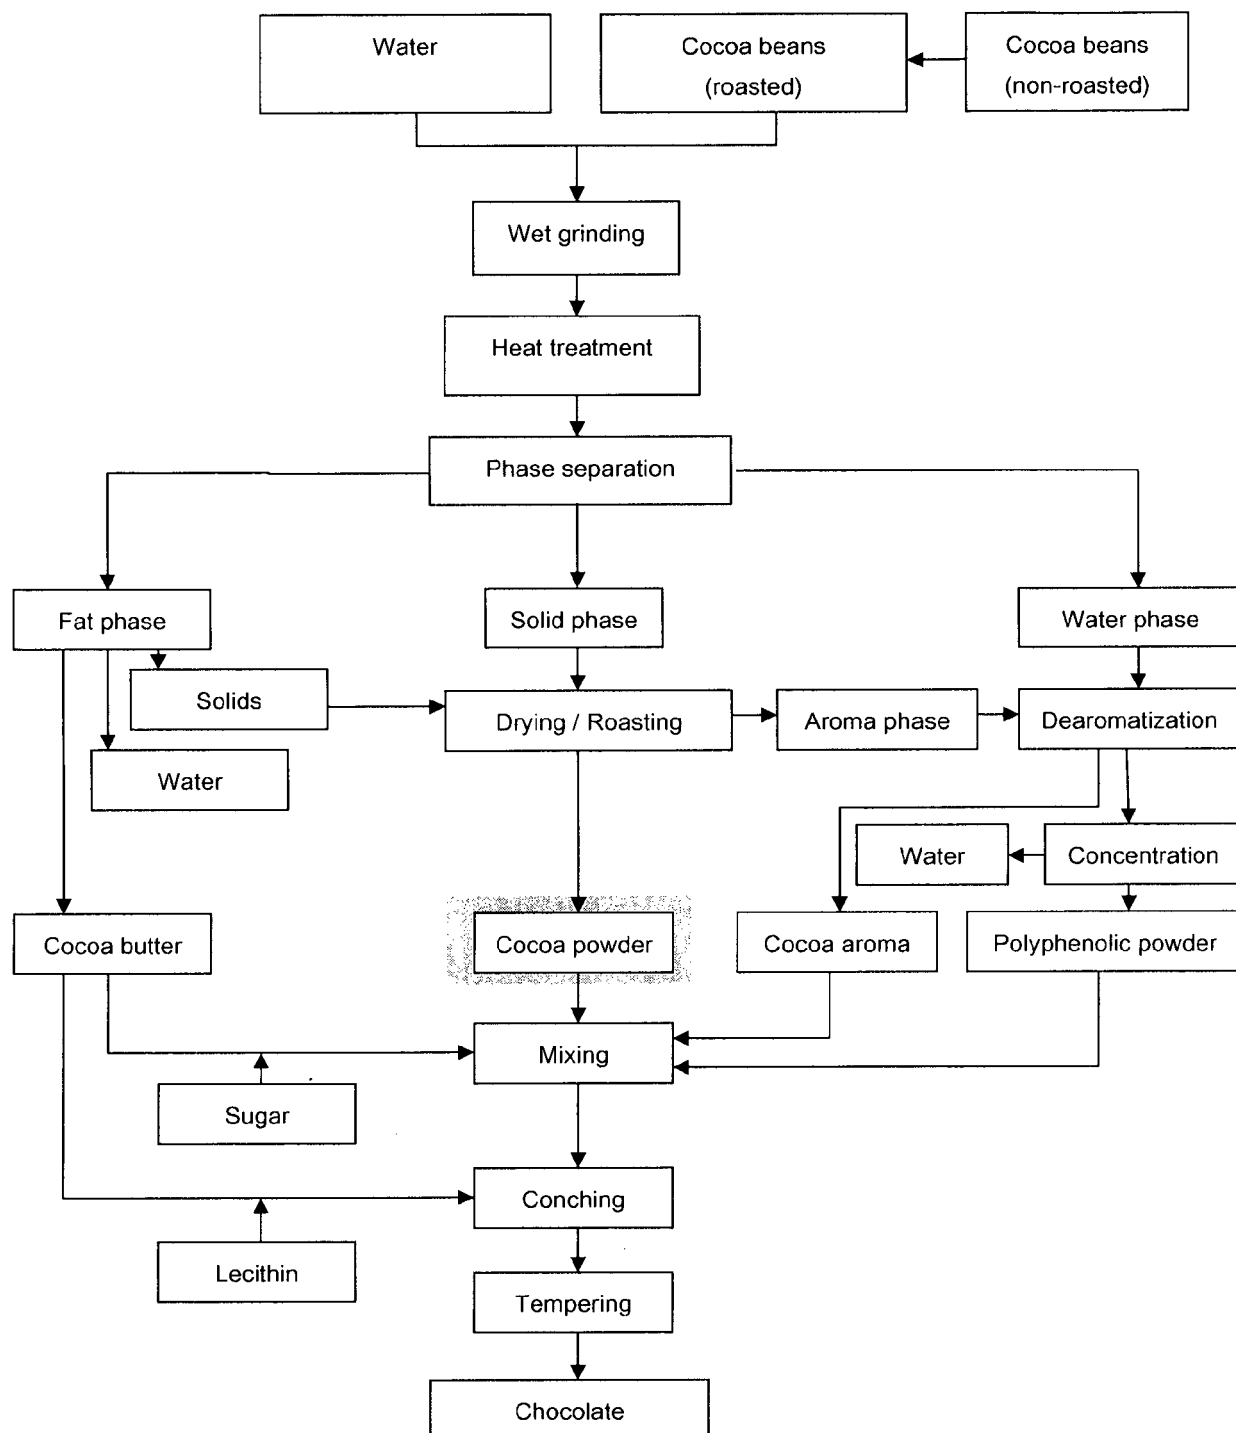 Water
Cocoa beans
(roasted)
Cocoa beans
(non-roasted)
Wet grinding
Heat treatment
Phase separation
Fat phase
Solid phase
Water phase
Solids
Drying / Roasting
Aroma phase
Dearomatization
Water
Water
Concentration
Cocoa butter
Cocoa powder
Cocoa aroma
Polyphenolic powder
Mixing
Sugar
Conching
Lecithin
Tempering
Chocolate